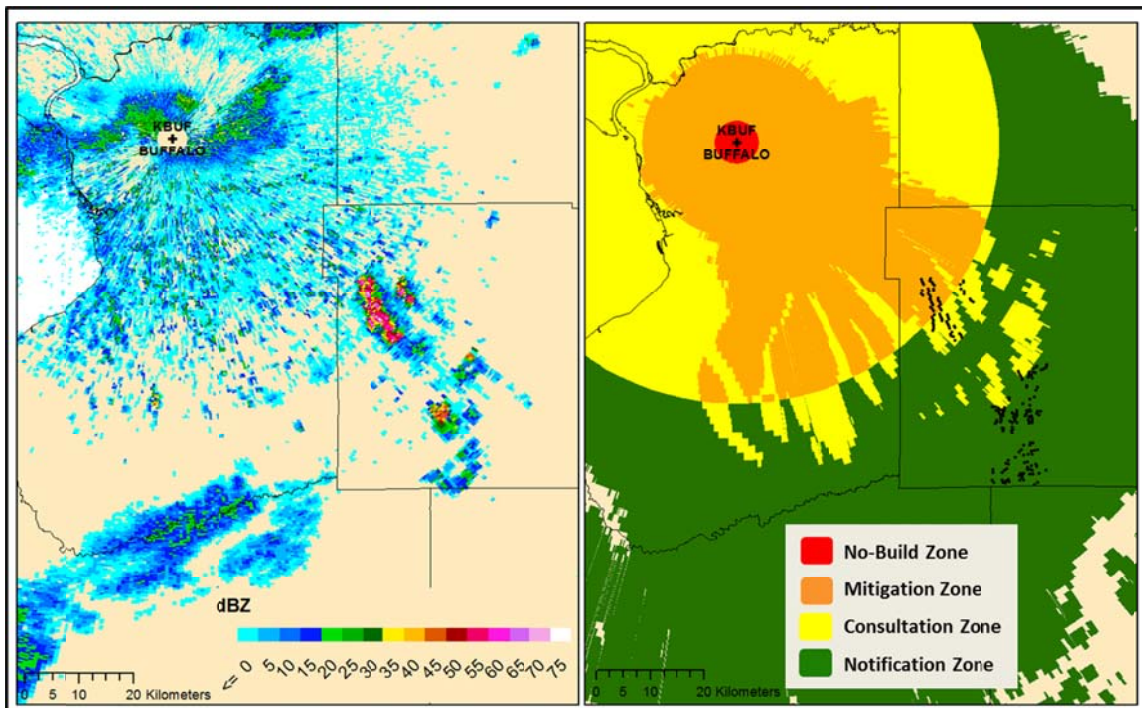 KBUF
BUFFALO
dBZ
<= 0 5 10 15 20 25 30 35 40 45 50 55 60 65 70 75
0 5 10 20 Kilometers
KBUF
BUFFALO
No-Build Zone
Mitigation Zone
Consultation Zone
Notification Zone
0 5 10 20 Kilometers